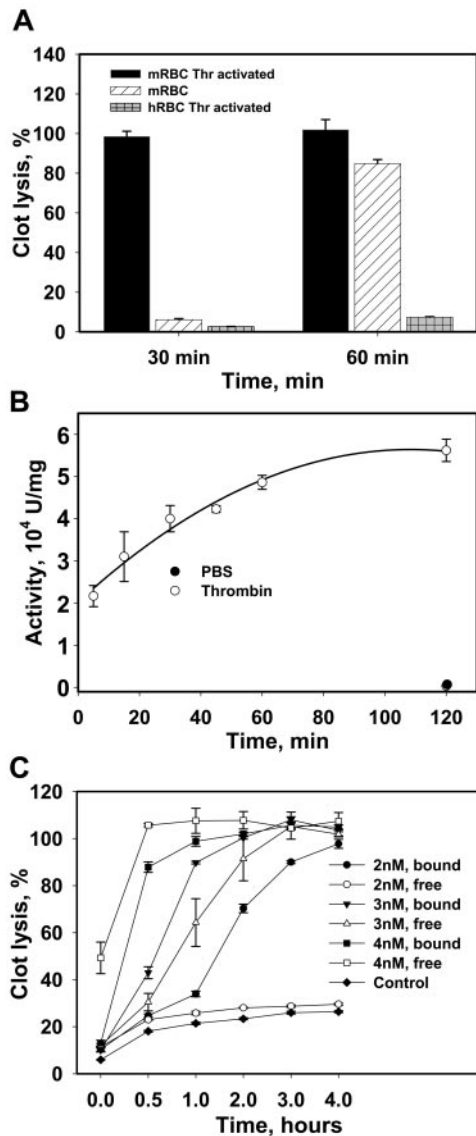 A
140
120
100
80
60
40
20
0
Clot lysis, %
mRBC Thr activated
mRBC
hRBC Thr activated
30 min
60 min
Time, min
B
6
5
4
3
2
1
0
Activity, 10⁴ U/mg
PBS
Thrombin
0 20 40 60 80 100 120
Time, min
C
120
100
80
60
40
20
0
Clot lysis, %
2nM, bound
2nM, free
3nM, bound
3nM, free
4nM, bound
4nM, free
Control
0.0 0.5 1.0 2.0 3.0 4.0
Time, hours